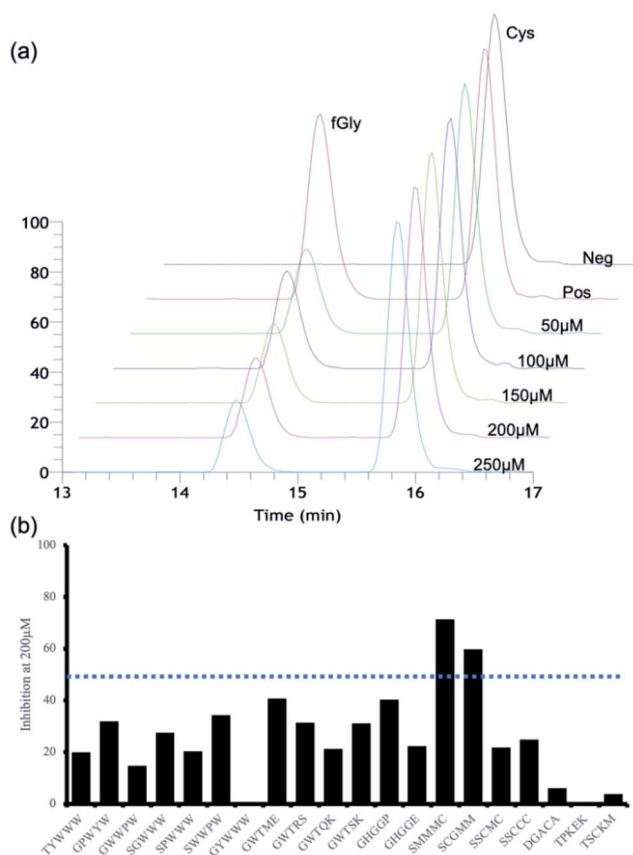 (a)
Cys
fGly
100
80
60
40
20
0
Neg
Pos
50μM
100μM
150μM
200μM
250μM
13 14 15 16 17
Time (min)
(b)
Inhibition at 200μM
100
80
60
40
20
0
TYWWW GPWYW GWWPW SGWWW SPWWW SWWPW GYWWW GWTME GWTRS GWTQK GWTSK GHGGP GHGGE SMMMC SCGMM SSCMC SSCCC DGACA TPKEK TSCKM